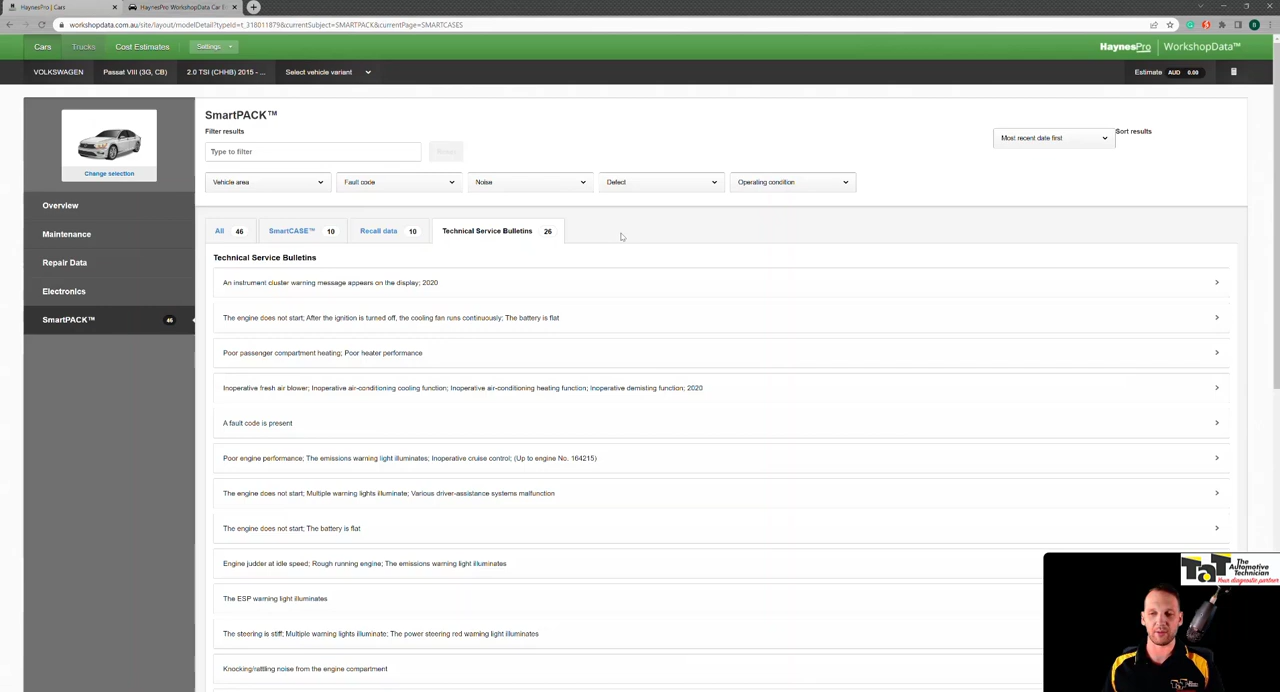 HaynesPro | Cars
HaynesPro WorkshopData Car
workshopdata.com.au/site/layout/modelDetail?typeId=t_318011879&currentSubject=SMARTPACK&currentPage=SMARTCASES
Cars Trucks Cost Estimates Settings
HaynesPro WorkshopData™
VOLKSWAGEN Passat VIII (3G, CB) 2.0 TSI (CHHB) 2015 - ... Select vehicle variant
Estimate AUD 0.00
Change selection
Overview
Maintenance
Repair Data
Electronics
SmartPACK™ 46
SmartPACK™
Filter results
Type to filter
Most recent date first
Sort results
Vehicle area Fault code Noise Defect Operating condition
All 46 SmartCASE™ 10 Recall data 10 Technical Service Bulletins 26
Technical Service Bulletins
An instrument cluster warning message appears on the display; 2020
The engine does not start; After the ignition is turned off, the cooling fan runs continuously; The battery is flat
Poor passenger compartment heating; Poor heater performance
Inoperative fresh air blower; Inoperative air-conditioning cooling function; Inoperative air-conditioning heating function; Inoperative demisting function; 2020
A fault code is present
Poor engine performance; The emissions warning light illuminates; Inoperative cruise control; (Up to engine No. 164215)
The engine does not start; Multiple warning lights illuminate; Various driver-assistance systems malfunction
The engine does not start; The battery is flat
Engine judder at idle speed; Rough running engine; The emissions warning light illuminates
The ESP warning light illuminates
The steering is stiff; Multiple warning lights illuminate; The power steering red warning light illuminates
Knocking/rattling noise from the engine compartment
TaT
The
Automotive
Technician
Your diagnostic partner
TaT